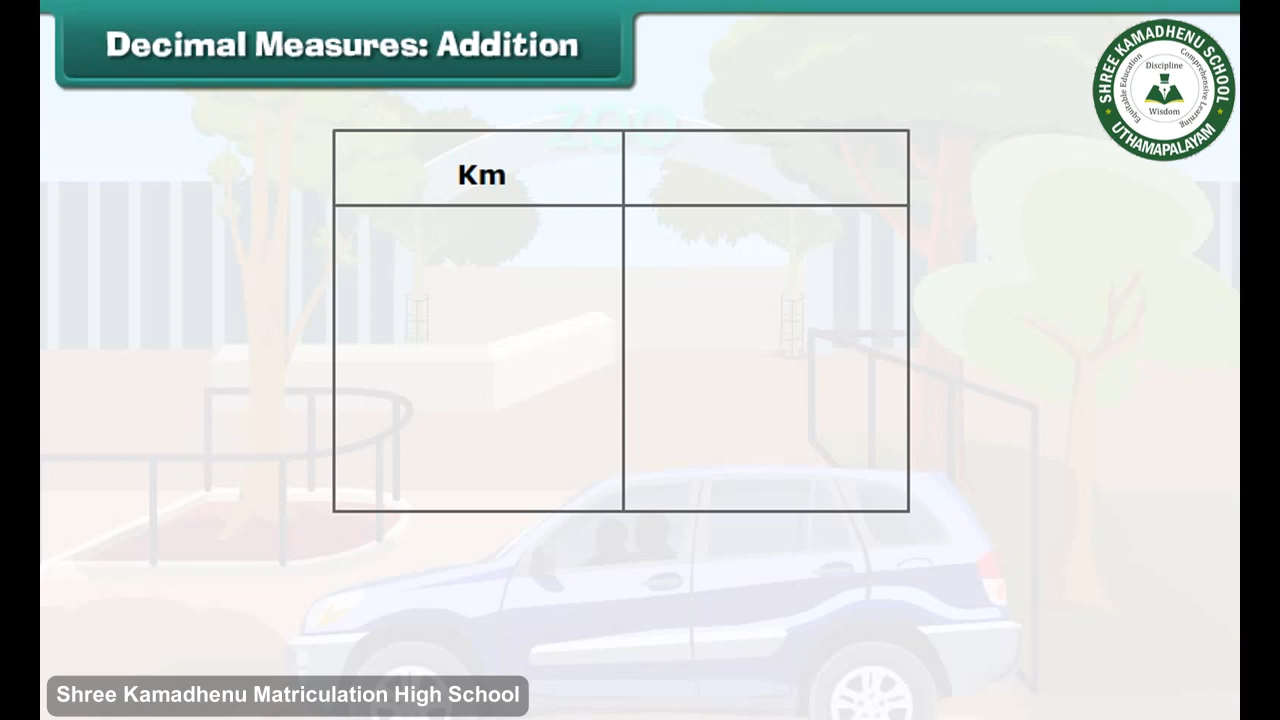 Decimal Measures: Addition
SHREE KAMADHENU SCHOOL
Equitable Education
Comprehensive Learning
Discipline
Wisdom
UTHAMAPALAYAM
ZOO
Km
Shree Kamadhenu Matriculation High School